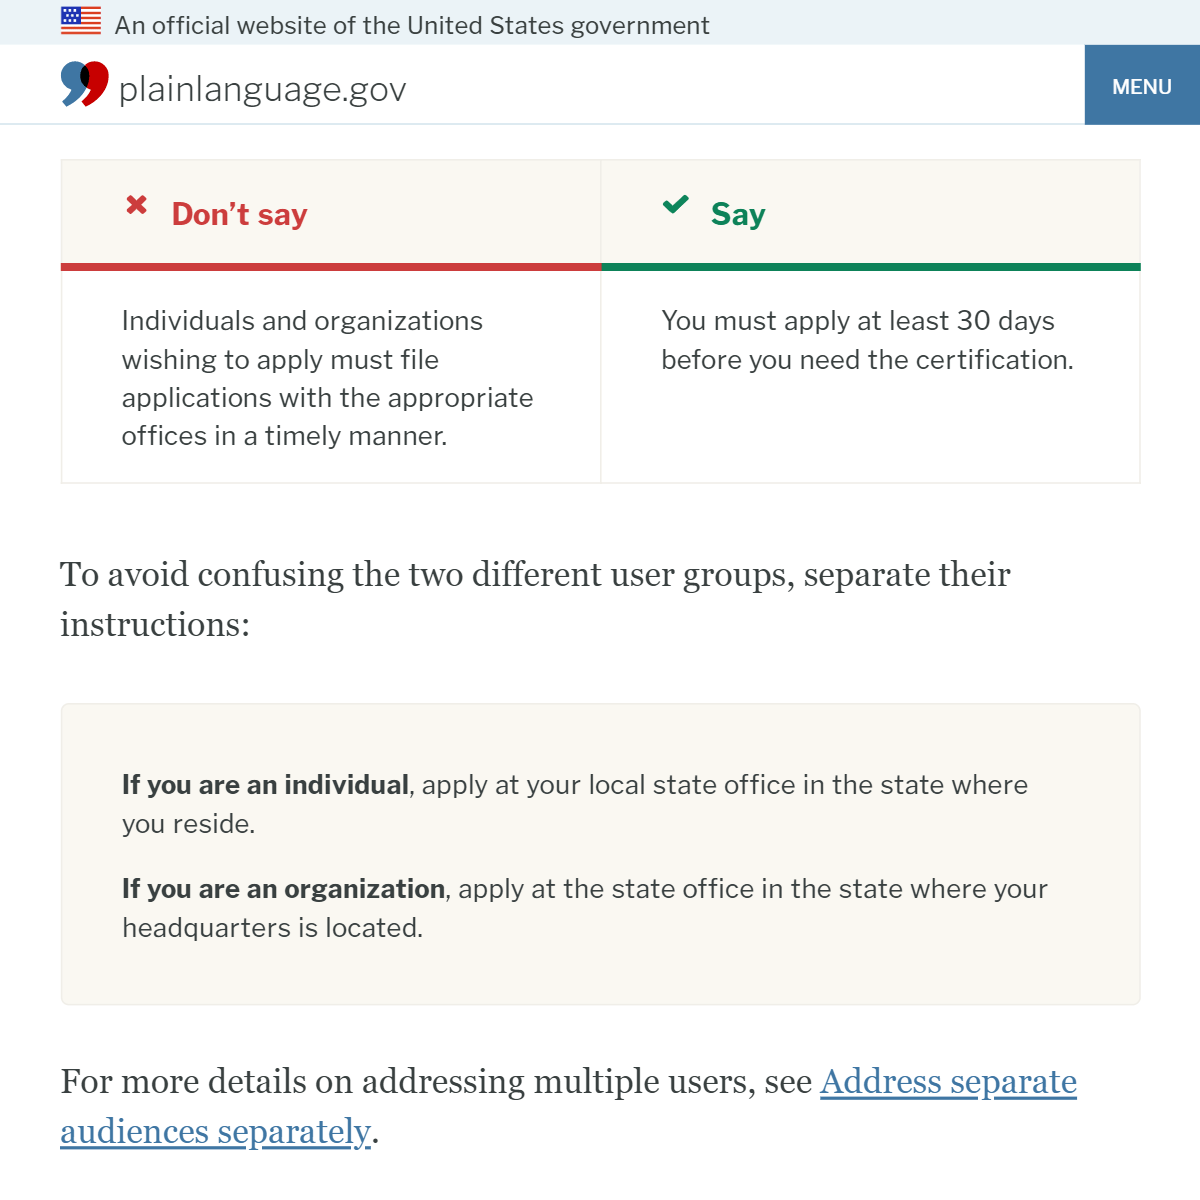 An official website of the United States government
plainlanguage.gov
MENU
Don’t say
Say
Individuals and organizations
wishing to apply must file
applications with the appropriate
offices in a timely manner.
You must apply at least 30 days
before you need the certification.
To avoid confusing the two different user groups, separate their
instructions:
If you are an individual, apply at your local state office in the state where
you reside.
If you are an organization, apply at the state office in the state where your
headquarters is located.
For more details on addressing multiple users, see Address separate
audiences separately.